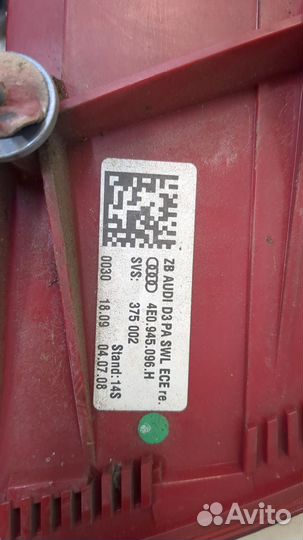 ZB AUDI D3 PA SWL ECE re.
4E0.945.096.H
SVS: 375 002
0030 18.09 Stand:14S
04.07.08
Avito